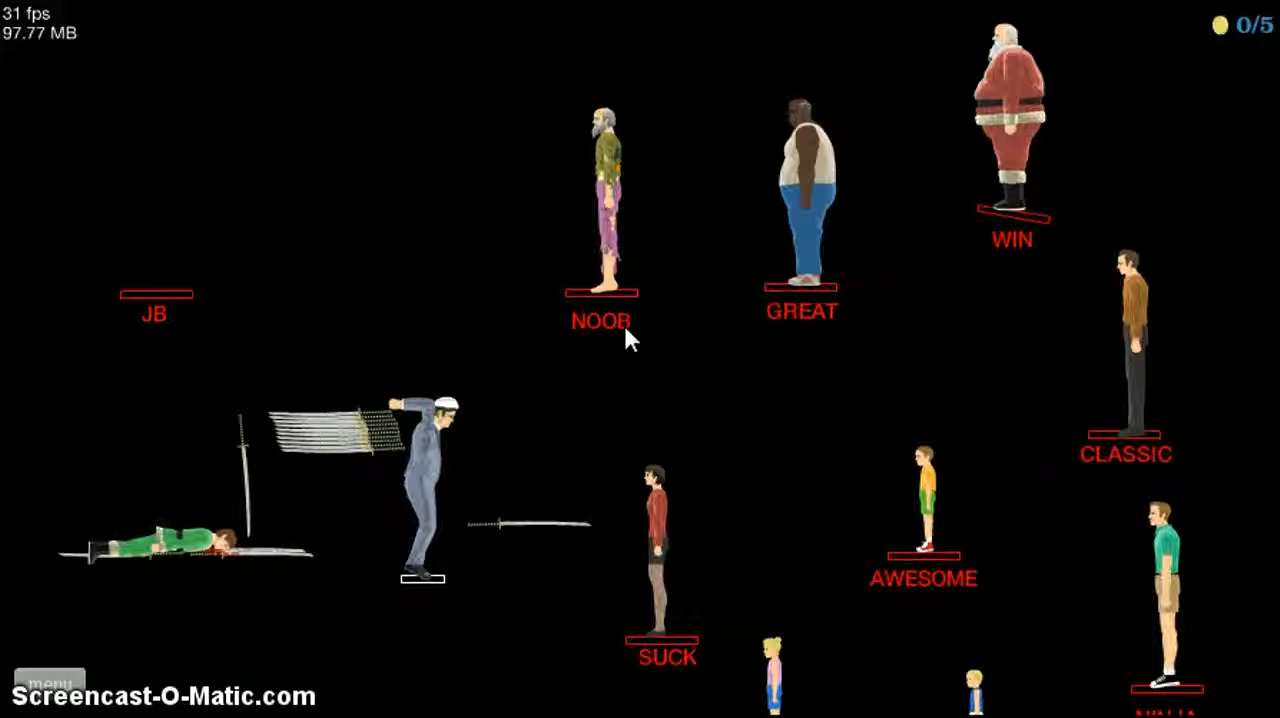 31 fps
97.77 MB
0/5
WIN
JB
NOOB
GREAT
CLASSIC
AWESOME
SUCK
menu
Screencast-O-Matic.com